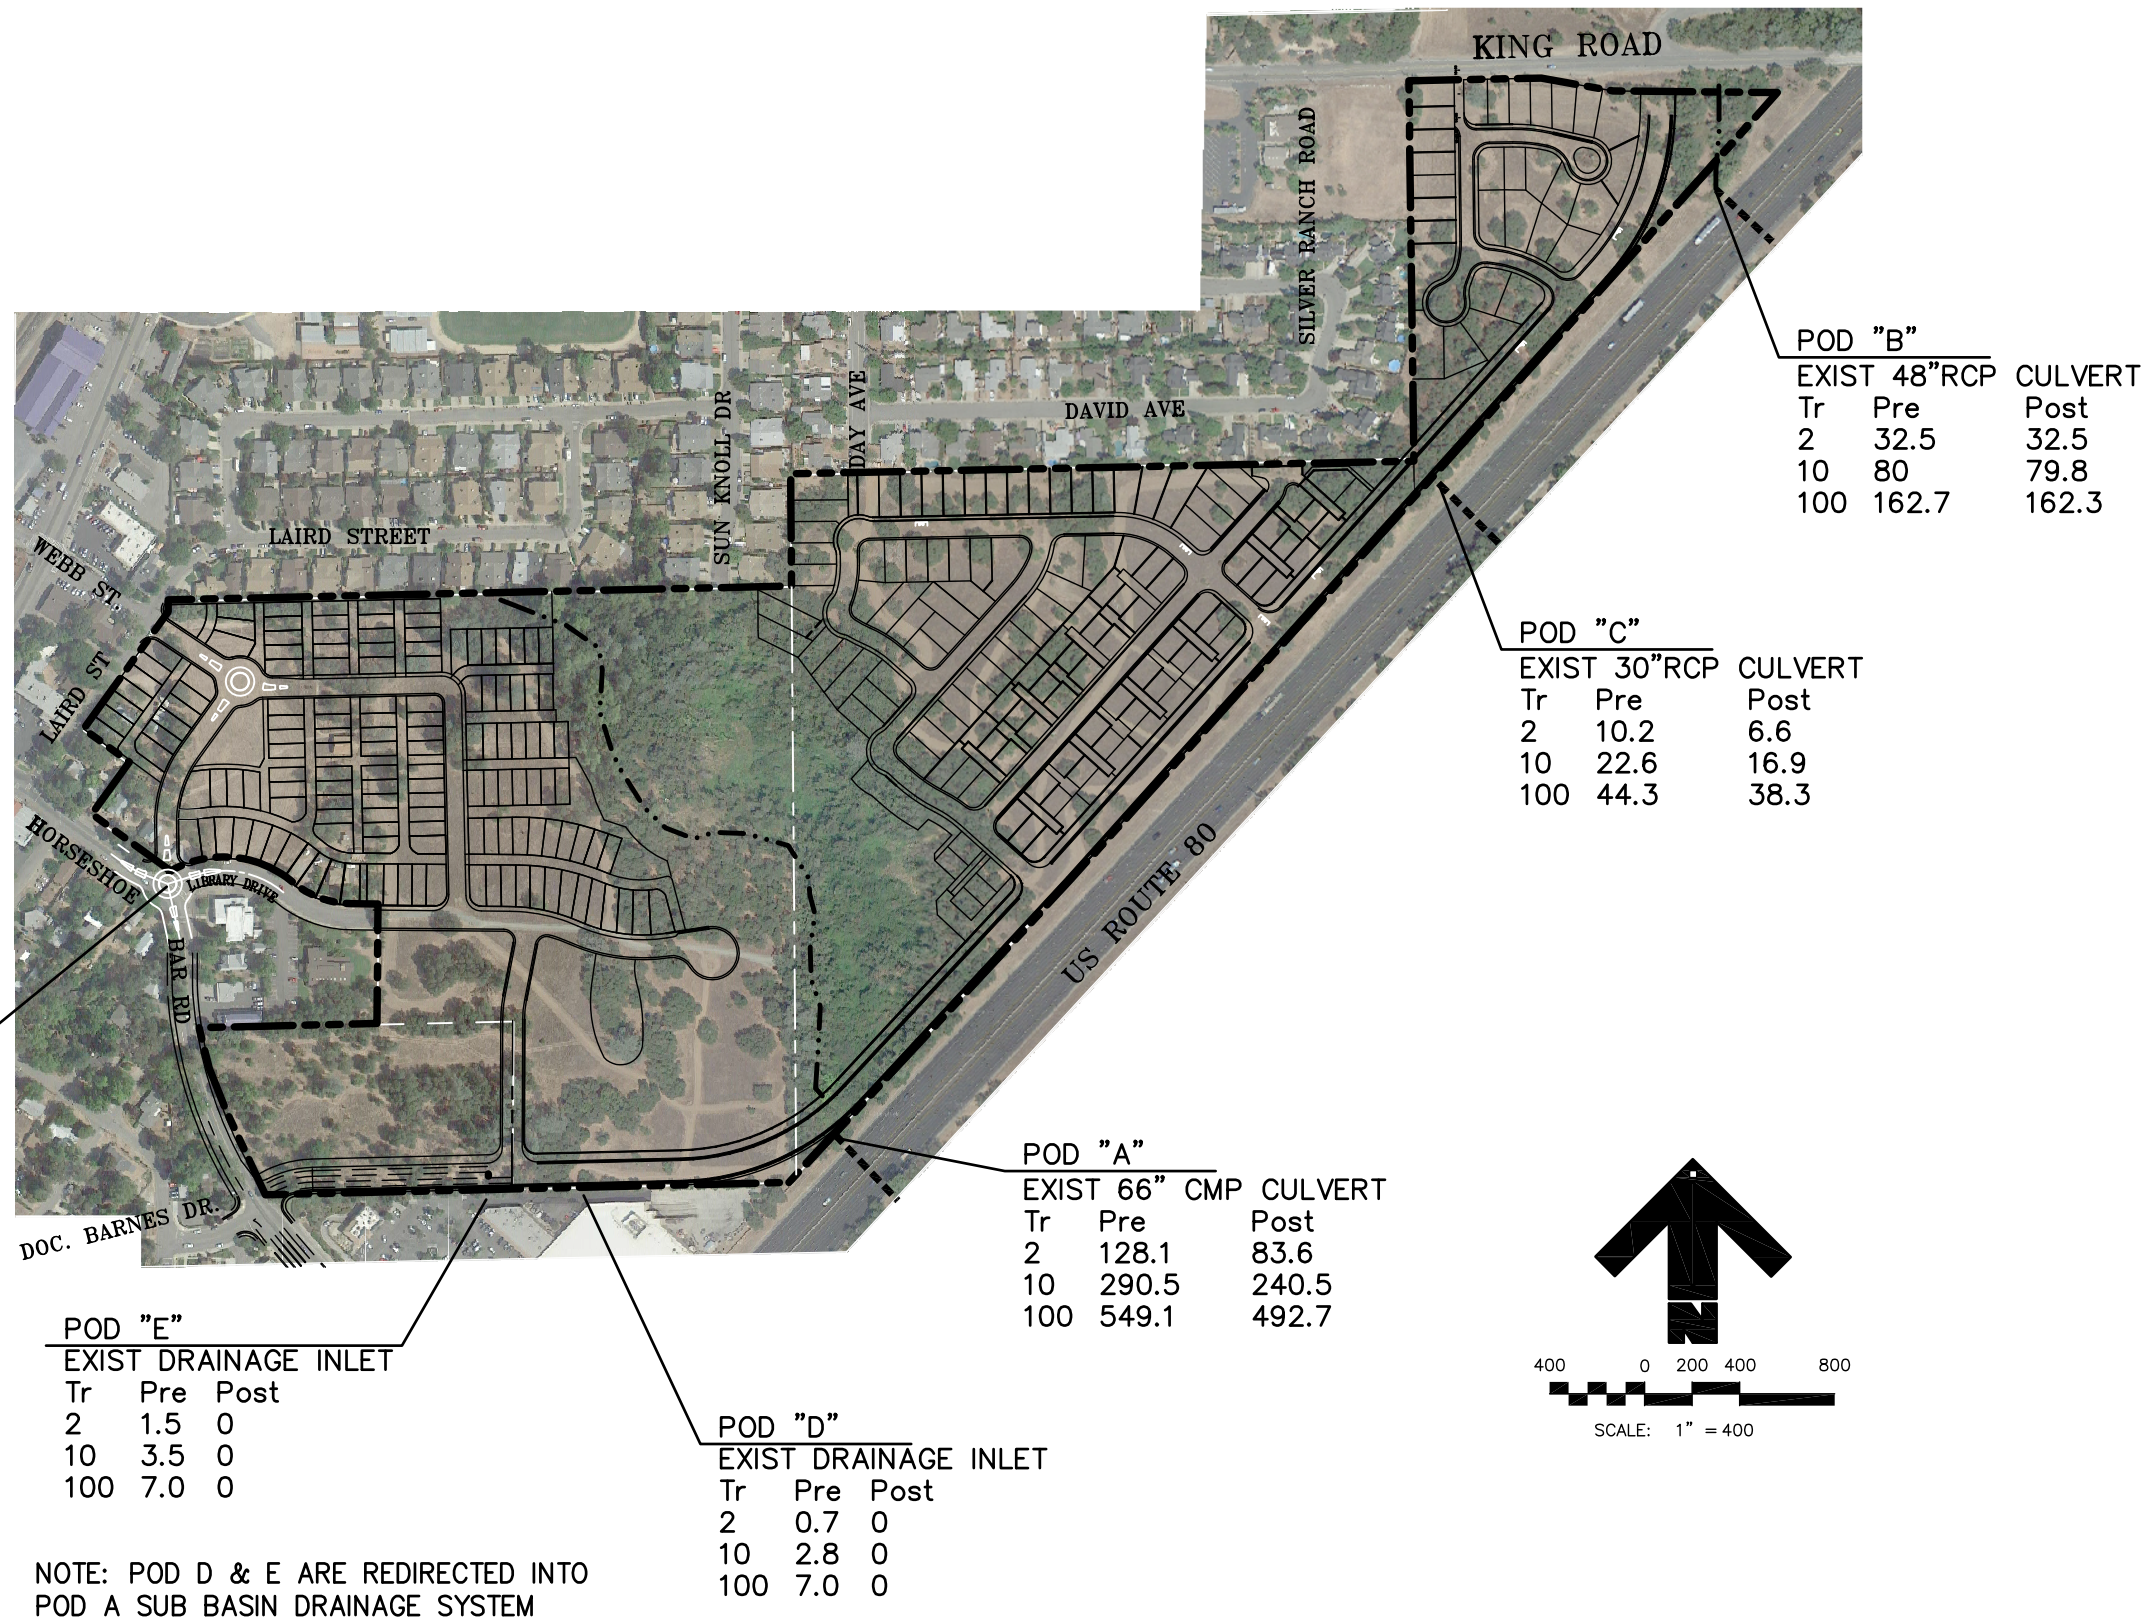 KING ROAD
SILVER RANCH ROAD
POD "B"
EXIST 48"RCP CULVERT
Tr Pre Post
2 32.5 32.5
10 80 79.8
100 162.7 162.3
DAVID AVE
DAY AVE
SUN KNOLL DR
LAIRD STREET
WEBB ST.
LAIRD ST
POD "C"
EXIST 30"RCP CULVERT
Tr Pre Post
2 10.2 6.6
10 22.6 16.9
100 44.3 38.3
HORSESHOE
BAR RD
LIBRARY DRIVE
US ROUTE 80
POD "A"
EXIST 66" CMP CULVERT
Tr Pre Post
2 128.1 83.6
10 290.5 240.5
100 549.1 492.7
DOC. BARNES DR.
POD "E"
EXIST DRAINAGE INLET
Tr Pre Post
2 1.5 0
10 3.5 0
100 7.0 0
POD "D"
EXIST DRAINAGE INLET
Tr Pre Post
2 0.7 0
10 2.8 0
100 7.0 0
N
400 0 200 400 800
SCALE: 1" = 400
NOTE: POD D & E ARE REDIRECTED INTO
POD A SUB BASIN DRAINAGE SYSTEM